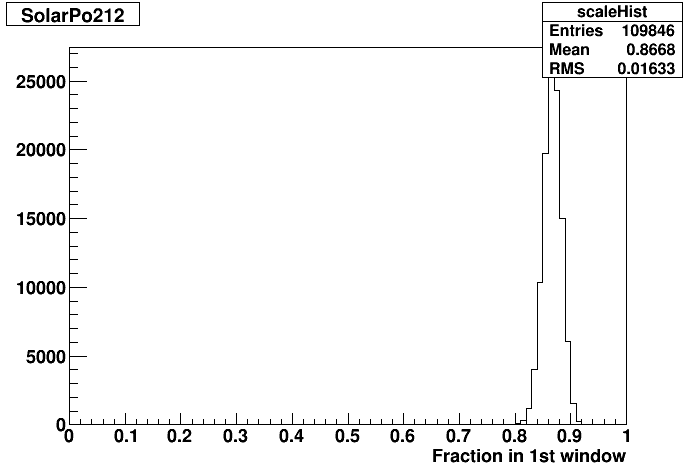 SolarPo212
scaleHist
Entries 109846
Mean 0.8668
RMS 0.01633
25000
20000
15000
10000
5000
0
0 0.1 0.2 0.3 0.4 0.5 0.6 0.7 0.8 0.9 1
Fraction in 1st window